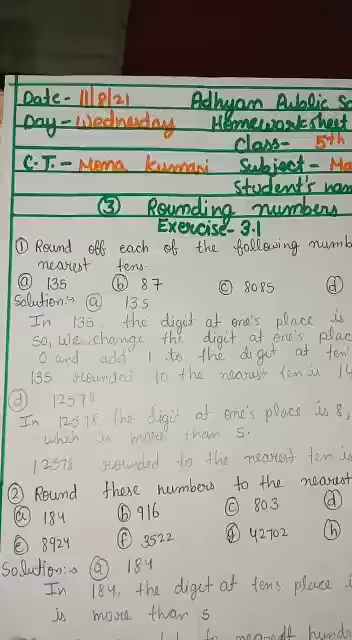 Date- 11/8/21 Adhyam Public Sc
Day- Wednesday Homeworksheet
Class- 5th
C.T.- Mona Kumari Subject- Ma
Student's nam
③ Rounding numbers
Exercise- 3.1
① Round off each of the following numb
nearest tens.
ⓐ 135 ⓑ 87 ⓒ 8085 ⓓ
Solution:→ ⓐ 135
In 135, the digit at one's place is
So, we change the digit at one's plac
0 and add 1 to the digit at ten
135 rounded to the nearest ten is 14
ⓓ 12578
In 12578 the digit at one's place is 8,
which is more than 5.
12578 rounded to the nearest ten is
② Round these numbers to the nearest
ⓐ 184 ⓑ 916 ⓒ 803 ⓓ
ⓔ 8924 ⓕ 3522 ⓖ 42702 ⓗ
Solution:→ ⓐ 184
In 184, the digit at tens place i
is more than 5
to nearest hund